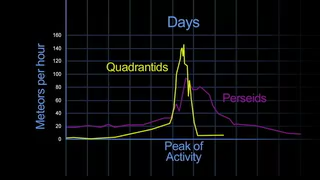 Days
Meteors per hour
160
140
120
100
80
60
40
20
0
Quadrantids
Perseids
Peak of
Activity